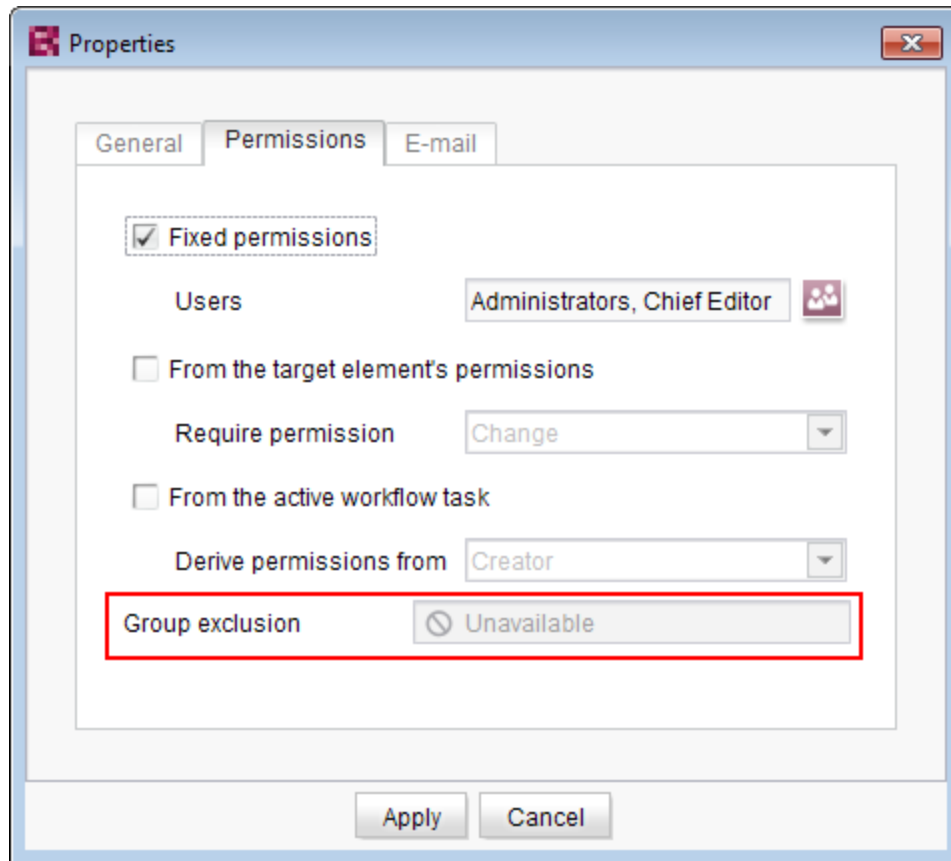 Properties
General Permissions E-mail
Fixed permissions
Users Administrators, Chief Editor
From the target element's permissions
Require permission Change
From the active workflow task
Derive permissions from Creator
Group exclusion Unavailable
Apply Cancel